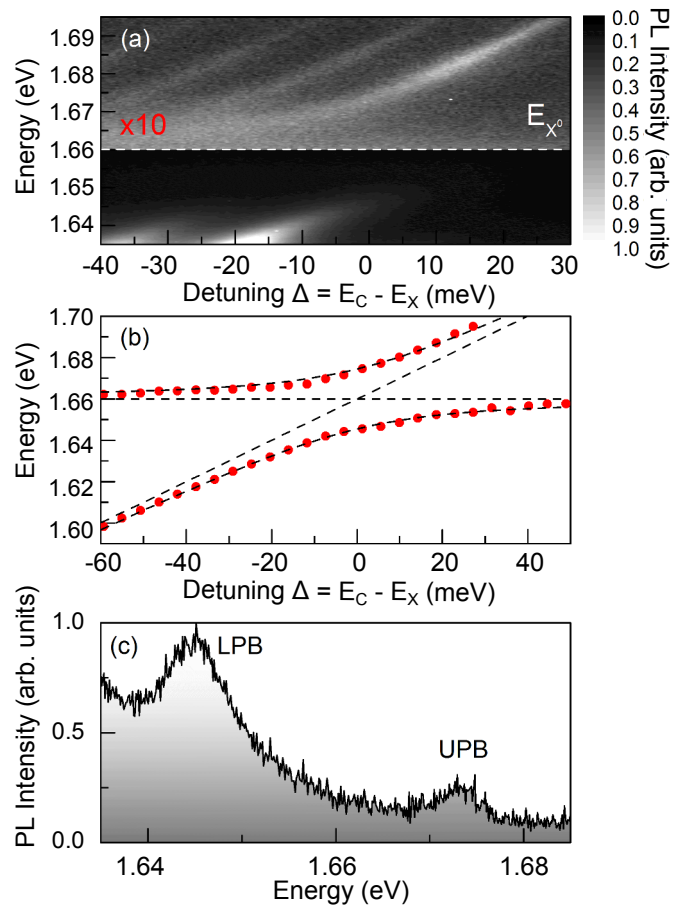 (a)
x10
E_X⁰
1.69
1.68
1.67
1.66
1.65
1.64
Energy (eV)
-40 -30 -20 -10 0 10 20 30
Detuning Δ = E_C - E_X (meV)
0.0
0.1
0.2
0.3
0.4
0.5
0.6
0.7
0.8
0.9
1.0
PL Intensity (arb. units)
(b)
1.70
1.68
1.66
1.64
1.62
1.60
Energy (eV)
-60 -40 -20 0 20 40
Detuning Δ = E_C - E_X (meV)
(c)
LPB
UPB
1.0
0.5
0.0
PL Intensity (arb. units)
1.64 1.66 1.68
Energy (eV)